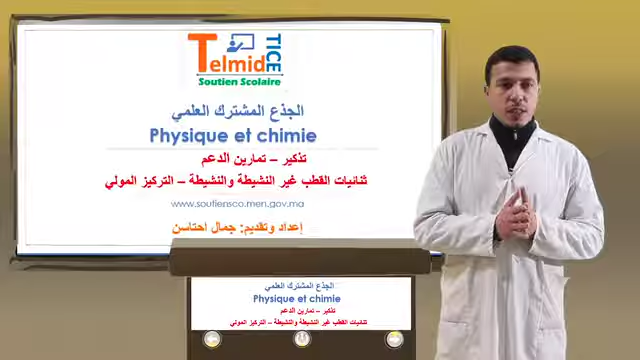 Telmid TICE
Soutien Scolaire
الجذع المشترك العلمي
Physique et chimie
تذكير – تمارين الدعم
ثنائيات القطب غير النشيطة والنشيطة – التركيز المولي
www.soutiensco.men.gov.ma
إعداد وتقديم: جمال احتاسن
الجذع المشترك العلمي
Physique et chimie
تذكير – تمارين الدعم
ثنائيات القطب غير النشيطة والنشيطة – التركيز المولي